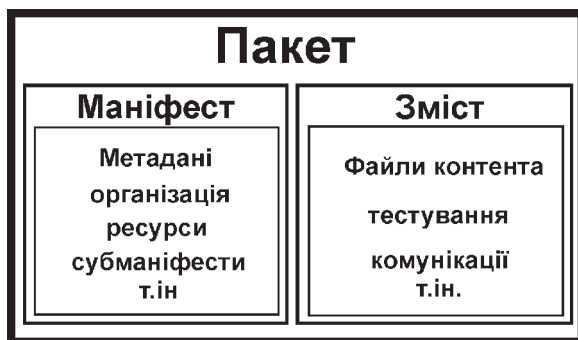 Пакет
Маніфест
Метадані
організація
ресурси
субманіфести
т.ін
Зміст
Файли контента
тестування
комунікації
т.ін.